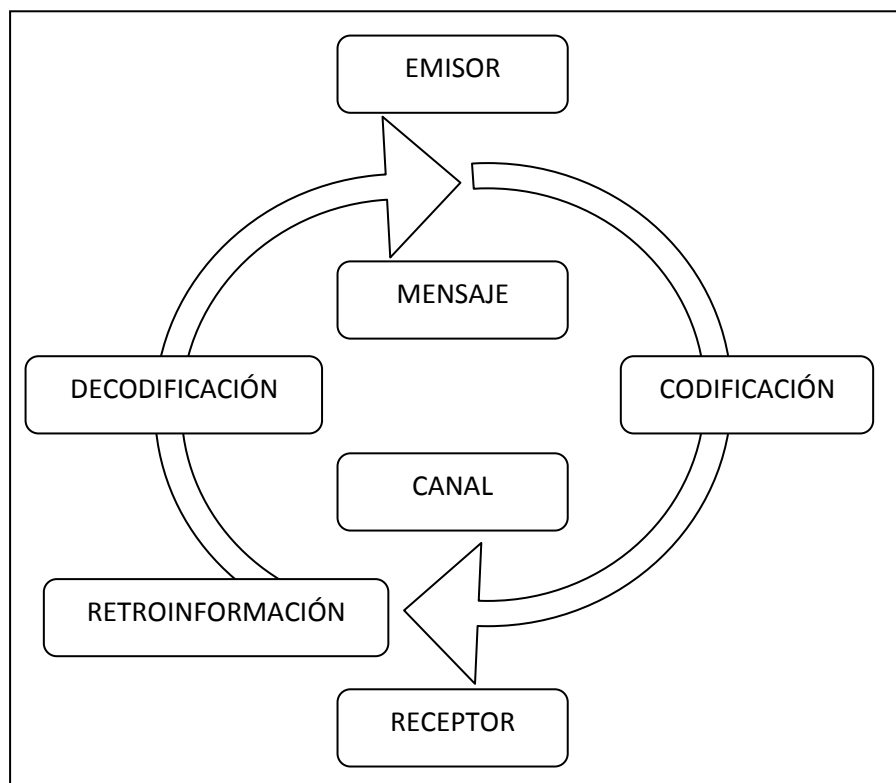 EMISOR
MENSAJE
DECODIFICACIÓN
CODIFICACIÓN
CANAL
RETROINFORMACIÓN
RECEPTOR